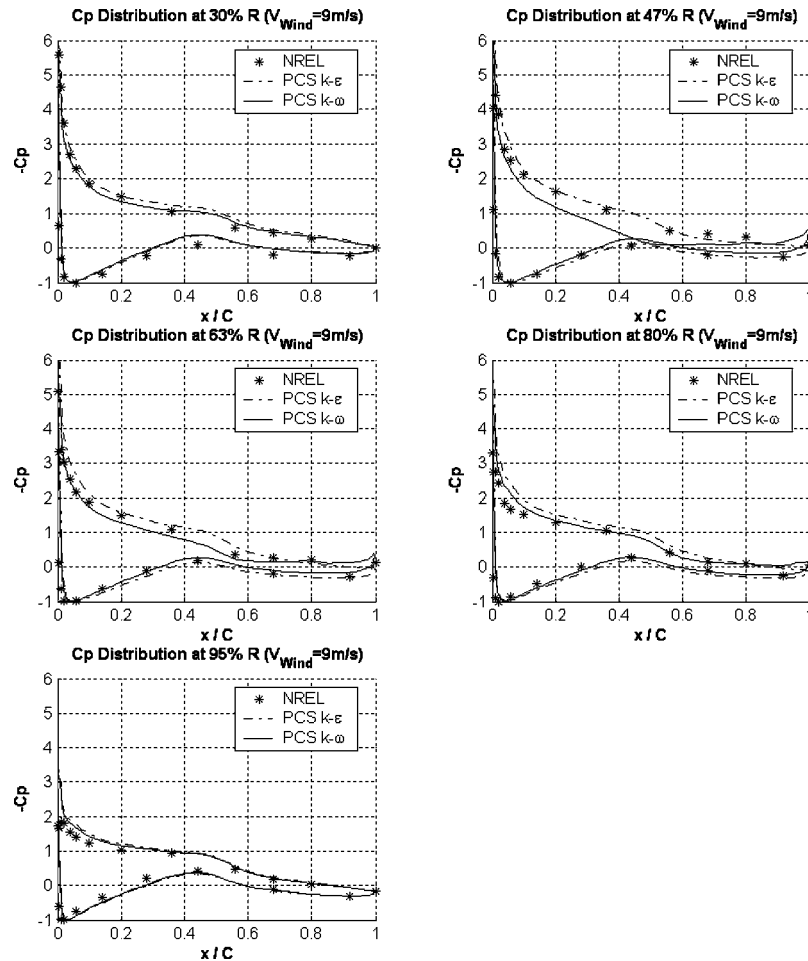 Cp Distribution at 30% R (VWind=9m/s)
6
5
4
3
2
1
0
-1
-Cp
* NREL
PCS k-ε
PCS k-ω
0 0.2 0.4 0.6 0.8 1
x / C
Cp Distribution at 47% R (VWind=9m/s)
6
5
4
3
2
1
0
-1
-Cp
* NREL
PCS k-ε
PCS k-ω
0 0.2 0.4 0.6 0.8 1
x / C
Cp Distribution at 63% R (VWind=9m/s)
6
5
4
3
2
1
0
-1
-Cp
* NREL
PCS k-ε
PCS k-ω
0 0.2 0.4 0.6 0.8 1
x / C
Cp Distribution at 80% R (VWind=9m/s)
6
5
4
3
2
1
0
-1
-Cp
* NREL
PCS k-ε
PCS k-ω
0 0.2 0.4 0.6 0.8 1
x / C
Cp Distribution at 95% R (VWind=9m/s)
6
5
4
3
2
1
0
-1
-Cp
* NREL
PCS k-ε
PCS k-ω
0 0.2 0.4 0.6 0.8 1
x / C